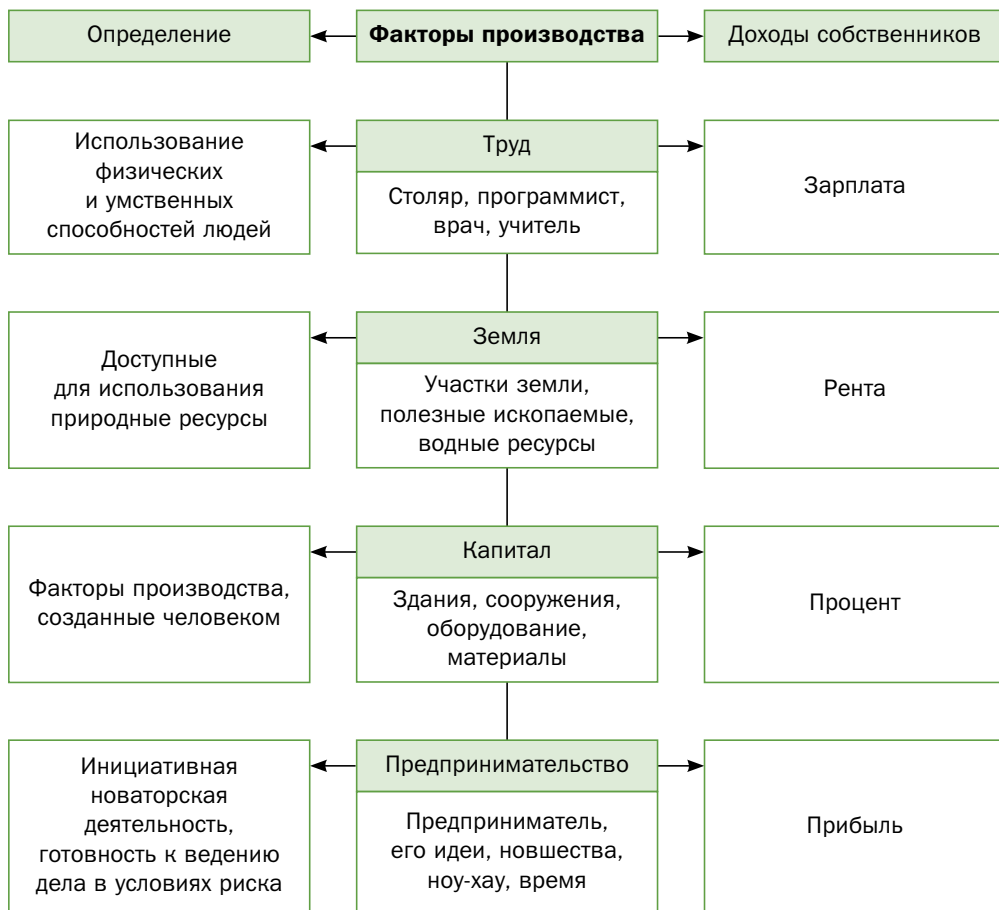 Определение
Факторы производства
Доходы собственников
Использование
физических
и умственных
способностей людей
Труд
Столяр, программист,
врач, учитель
Зарплата
Доступные
для использования
природные ресурсы
Земля
Участки земли,
полезные ископаемые,
водные ресурсы
Рента
Факторы производства,
созданные человеком
Капитал
Здания, сооружения,
оборудование,
материалы
Процент
Инициативная
новаторская
деятельность,
готовность к ведению
дела в условиях риска
Предпринимательство
Предприниматель,
его идеи, новшества,
ноу-хау, время
Прибыль